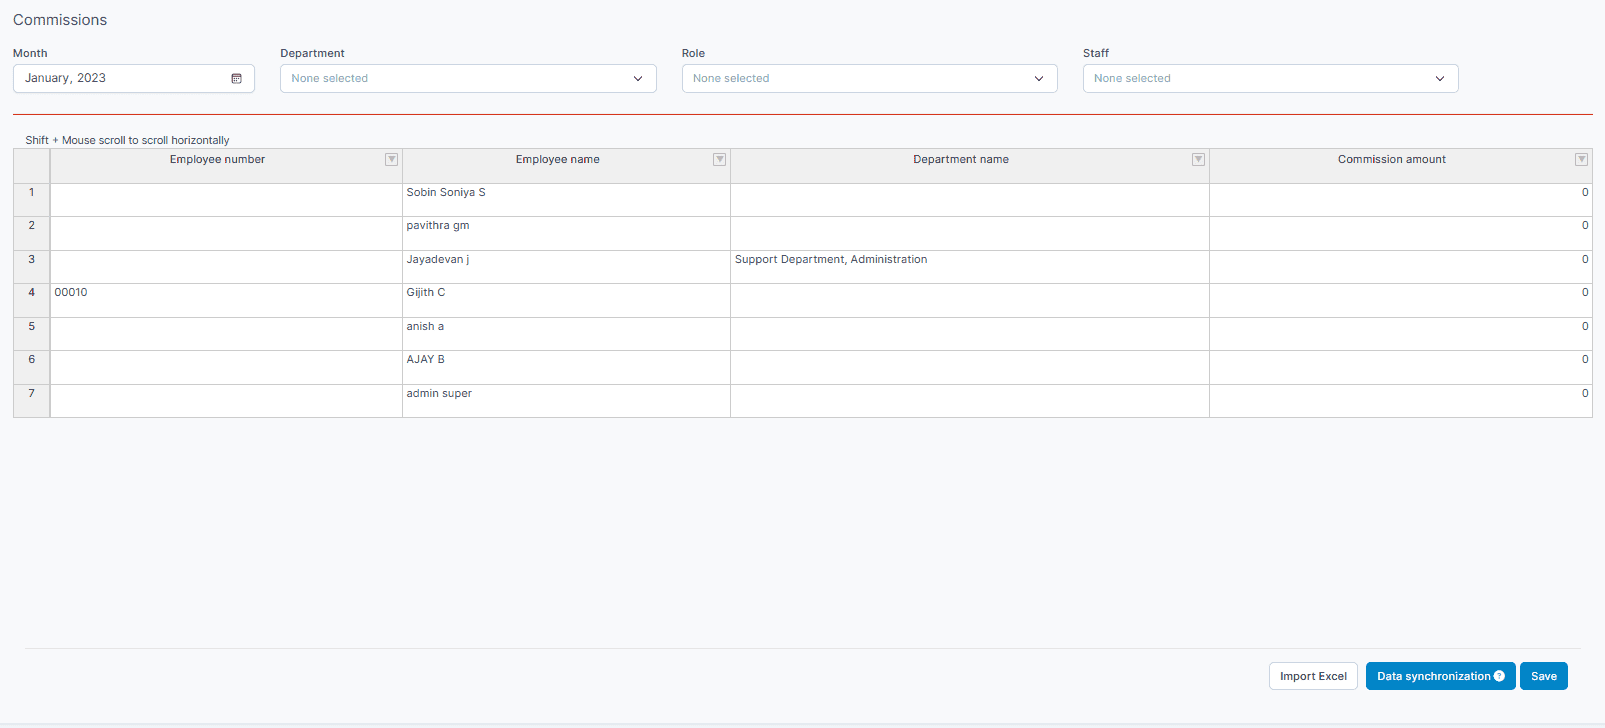 Commissions
Month Department Role Staff
January, 2023 None selected None selected None selected
Shift + Mouse scroll to scroll horizontally
Employee number Employee name Department name Commission amount
1 Sobin Soniya S 0
2 pavithra gm 0
3 Jayadevan j Support Department, Administration 0
4 00010 Gijith C 0
5 anish a 0
6 AJAY B 0
7 admin super 0
Import Excel Data synchronization ? Save